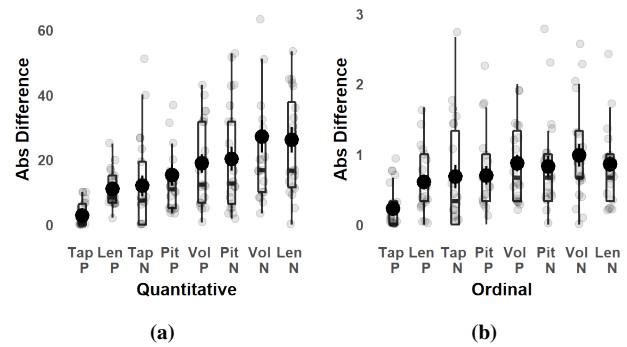 60
40
20
0
Abs Difference
Tap Len Tap Pit Vol Pit Vol Len
P P N P P N N N
Quantitative
(a)
3
2
1
0
Abs Difference
Tap Len Tap Pit Vol Pit Vol Len
P P N P P N N N
Ordinal
(b)